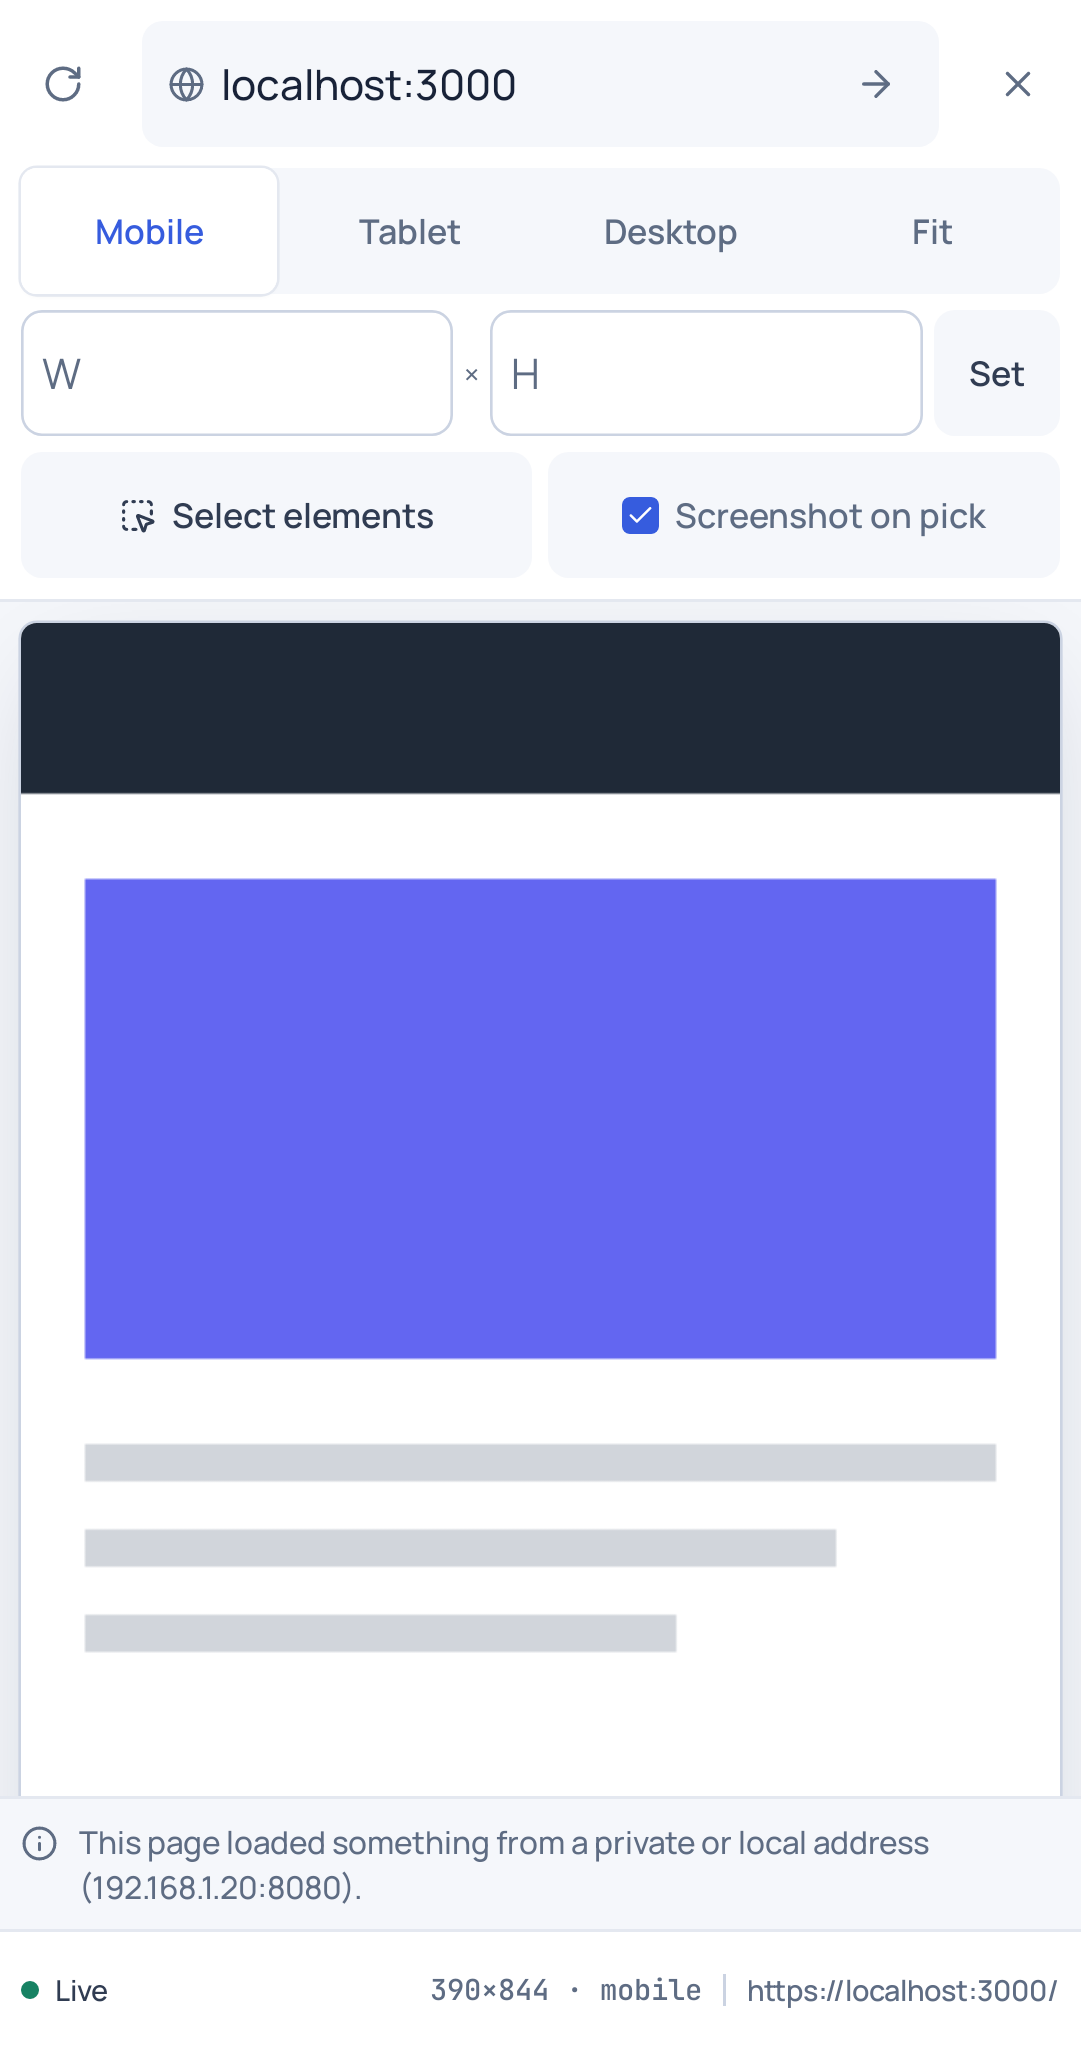 localhost:3000
Mobile Tablet Desktop Fit
W × H Set
Select elements Screenshot on pick
This page loaded something from a private or local address
(192.168.1.20:8080).
Live 390×844 · mobile https://localhost:3000/